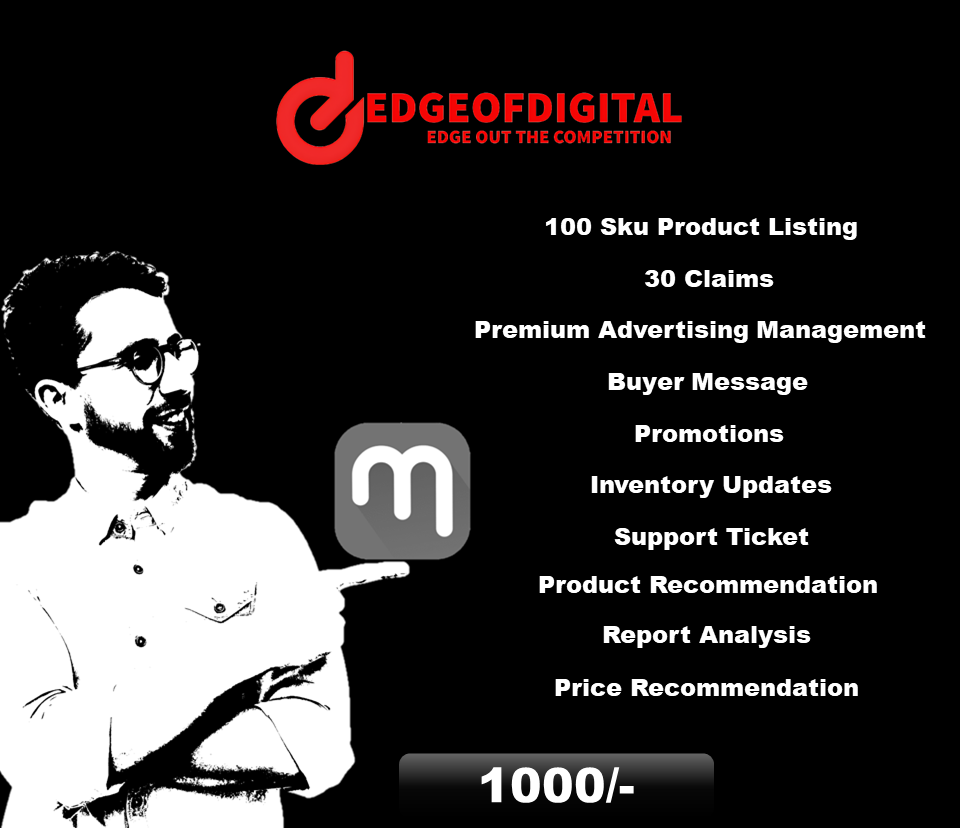 EDGEOFDIGITAL
EDGE OUT THE COMPETITION
100 Sku Product Listing
30 Claims
Premium Advertising Management
Buyer Message
Promotions
m
Inventory Updates
Support Ticket
Product Recommendation
Report Analysis
Price Recommendation
1000/-